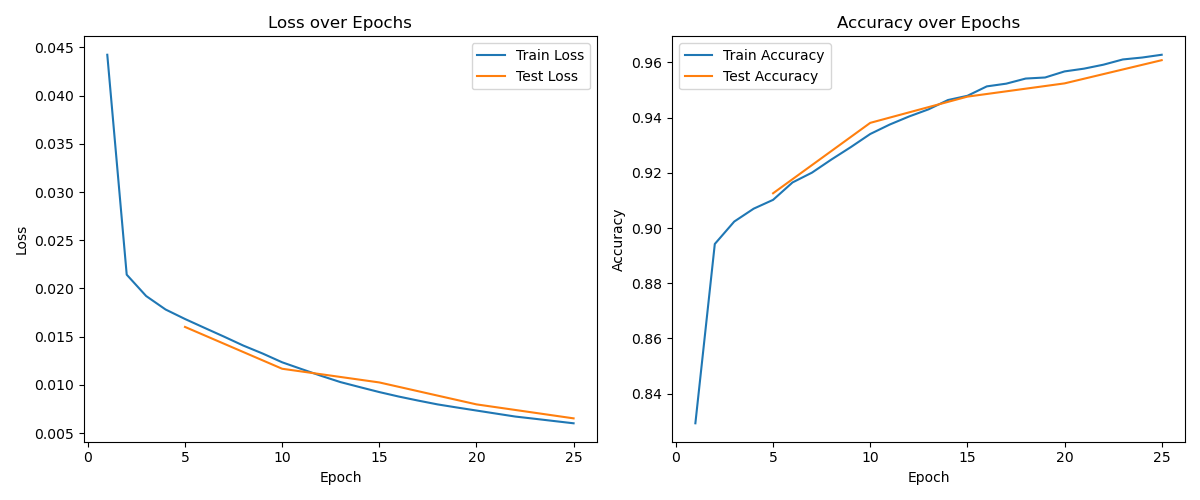 Loss over Epochs
Train Loss
Test Loss
0.045
0.040
0.035
0.030
0.025
0.020
0.015
0.010
0.005
Loss
0 5 10 15 20 25
Epoch
Accuracy over Epochs
Train Accuracy
Test Accuracy
0.96
0.94
0.92
0.90
0.88
0.86
0.84
Accuracy
0 5 10 15 20 25
Epoch